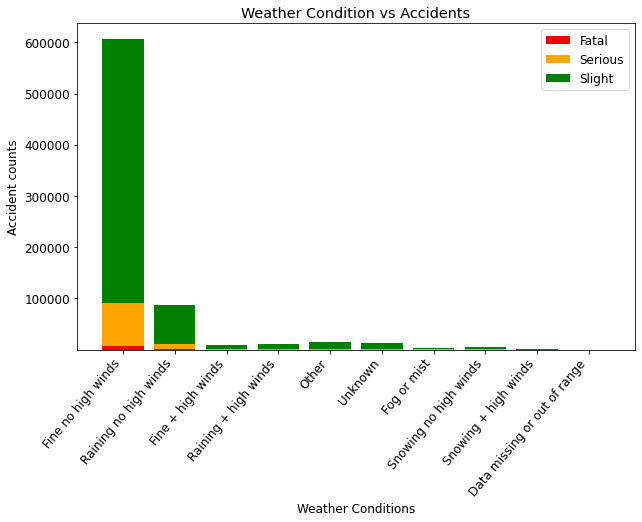 Weather Condition vs Accidents
Fatal
Serious
Slight
600000
500000
400000
300000
200000
100000
Accident counts
Fine no high winds
Raining no high winds
Fine + high winds
Raining + high winds
Other
Unknown
Fog or mist
Snowing no high winds
Snowing + high winds
Data missing or out of range
Weather Conditions